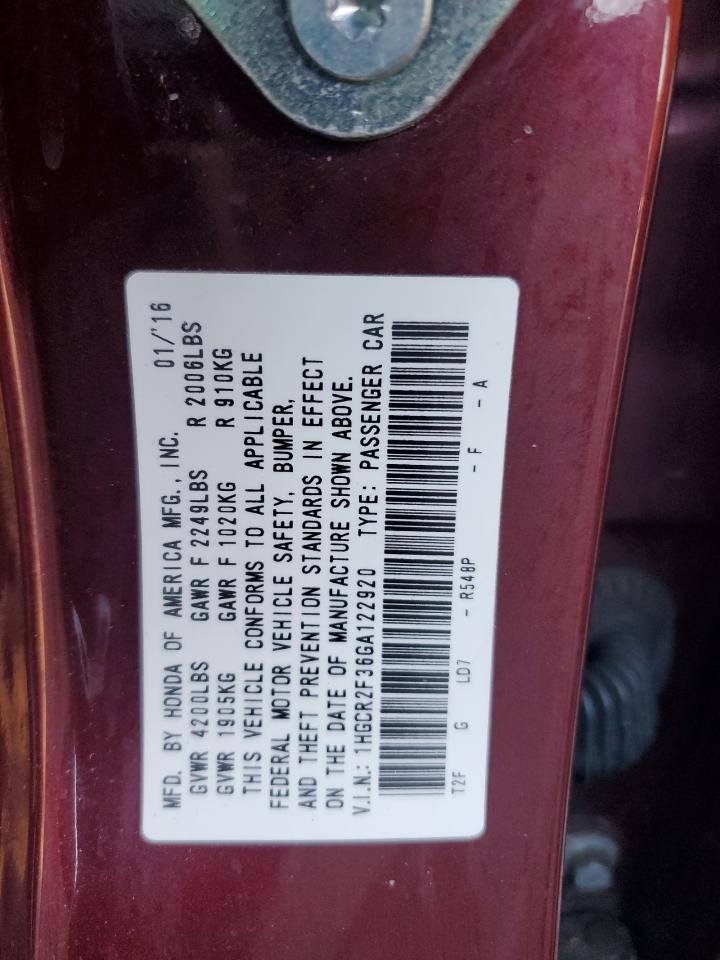 MFD. BY HONDA OF AMERICA MFG., INC. 01/'16
GVWR 4200LBS GAWR F 2249LBS R 2006LBS
GVWR 1905KG GAWR F 1020KG R 910KG
THIS VEHICLE CONFORMS TO ALL APPLICABLE
FEDERAL MOTOR VEHICLE SAFETY, BUMPER,
AND THEFT PREVENTION STANDARDS IN EFFECT
ON THE DATE OF MANUFACTURE SHOWN ABOVE.
V.I.N.: 1HGCR2F36GA122920 TYPE: PASSENGER CAR
T2F G LD7 - R548P - F - A